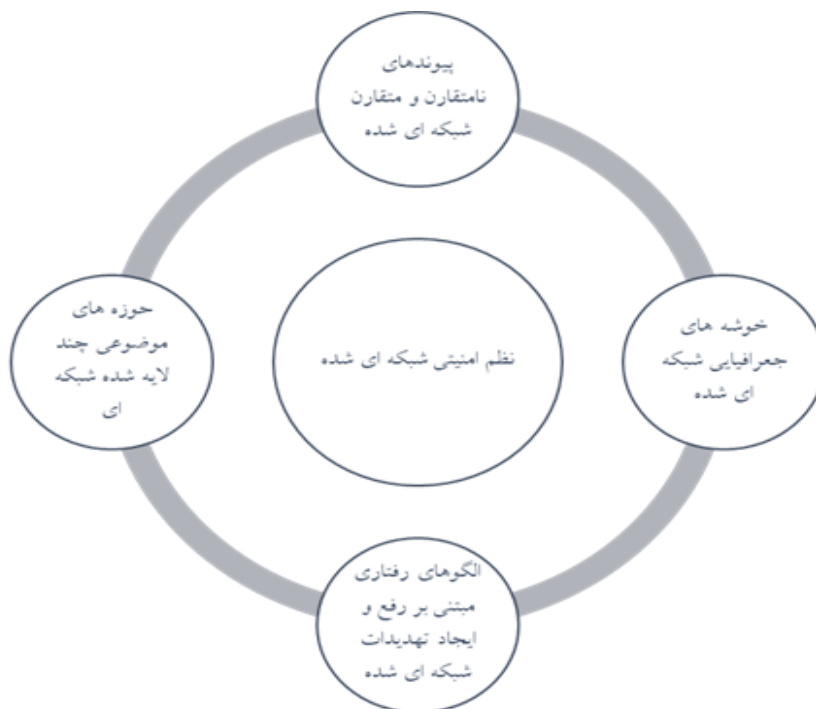 پیوندهای
نامتقارن و متقارن
شبکه ای شده
خوشه های
جعرافیایی شبکه
ای شده
نظم امنیتی شبکه ای شده
حوزه های
موضوعی چند
لایه شده شبکه
ای
الگوهای رفتاری
مبتنی بر رفع و
ایجاد تهدیدات
شبکه ای شده